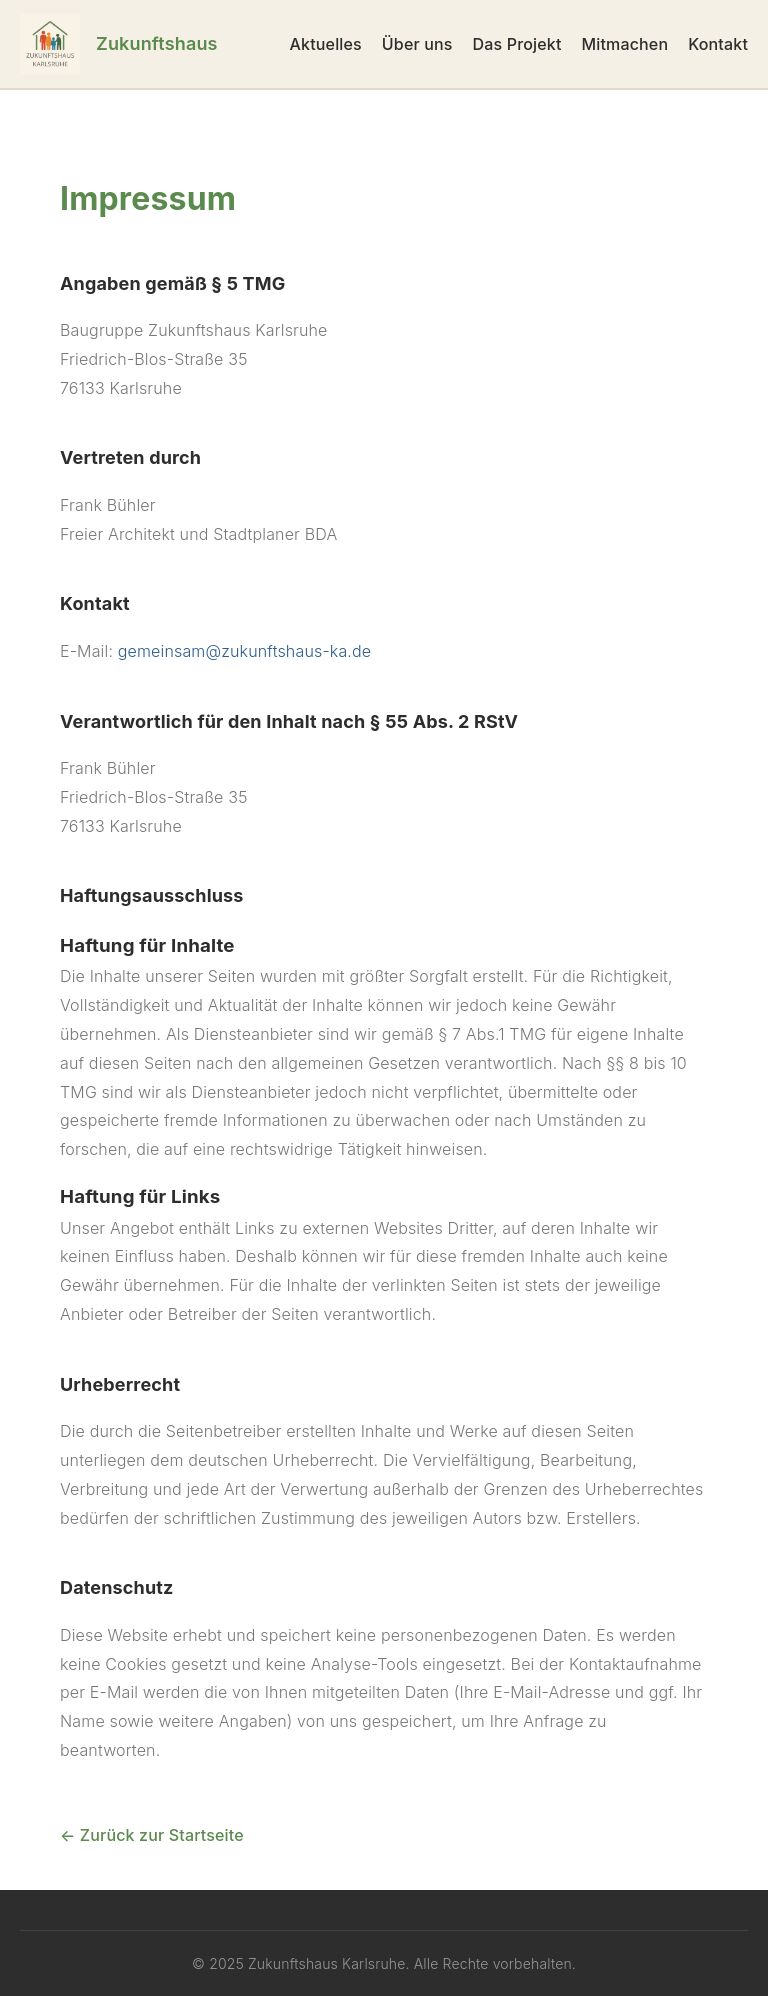 ZUKUNFTSHAUS
KARLSRUHE
Zukunftshaus
Aktuelles Über uns Das Projekt Mitmachen Kontakt
Impressum
Angaben gemäß § 5 TMG
Baugruppe Zukunftshaus Karlsruhe
Friedrich-Blos-Straße 35
76133 Karlsruhe
Vertreten durch
Frank Bühler
Freier Architekt und Stadtplaner BDA
Kontakt
E-Mail: gemeinsam@zukunftshaus-ka.de
Verantwortlich für den Inhalt nach § 55 Abs. 2 RStV
Frank Bühler
Friedrich-Blos-Straße 35
76133 Karlsruhe
Haftungsausschluss
Haftung für Inhalte
Die Inhalte unserer Seiten wurden mit größter Sorgfalt erstellt. Für die Richtigkeit,
Vollständigkeit und Aktualität der Inhalte können wir jedoch keine Gewähr
übernehmen. Als Diensteanbieter sind wir gemäß § 7 Abs.1 TMG für eigene Inhalte
auf diesen Seiten nach den allgemeinen Gesetzen verantwortlich. Nach §§ 8 bis 10
TMG sind wir als Diensteanbieter jedoch nicht verpflichtet, übermittelte oder
gespeicherte fremde Informationen zu überwachen oder nach Umständen zu
forschen, die auf eine rechtswidrige Tätigkeit hinweisen.
Haftung für Links
Unser Angebot enthält Links zu externen Websites Dritter, auf deren Inhalte wir
keinen Einfluss haben. Deshalb können wir für diese fremden Inhalte auch keine
Gewähr übernehmen. Für die Inhalte der verlinkten Seiten ist stets der jeweilige
Anbieter oder Betreiber der Seiten verantwortlich.
Urheberrecht
Die durch die Seitenbetreiber erstellten Inhalte und Werke auf diesen Seiten
unterliegen dem deutschen Urheberrecht. Die Vervielfältigung, Bearbeitung,
Verbreitung und jede Art der Verwertung außerhalb der Grenzen des Urheberrechtes
bedürfen der schriftlichen Zustimmung des jeweiligen Autors bzw. Erstellers.
Datenschutz
Diese Website erhebt und speichert keine personenbezogenen Daten. Es werden
keine Cookies gesetzt und keine Analyse-Tools eingesetzt. Bei der Kontaktaufnahme
per E-Mail werden die von Ihnen mitgeteilten Daten (Ihre E-Mail-Adresse und ggf. Ihr
Name sowie weitere Angaben) von uns gespeichert, um Ihre Anfrage zu
beantworten.
← Zurück zur Startseite
© 2025 Zukunftshaus Karlsruhe. Alle Rechte vorbehalten.